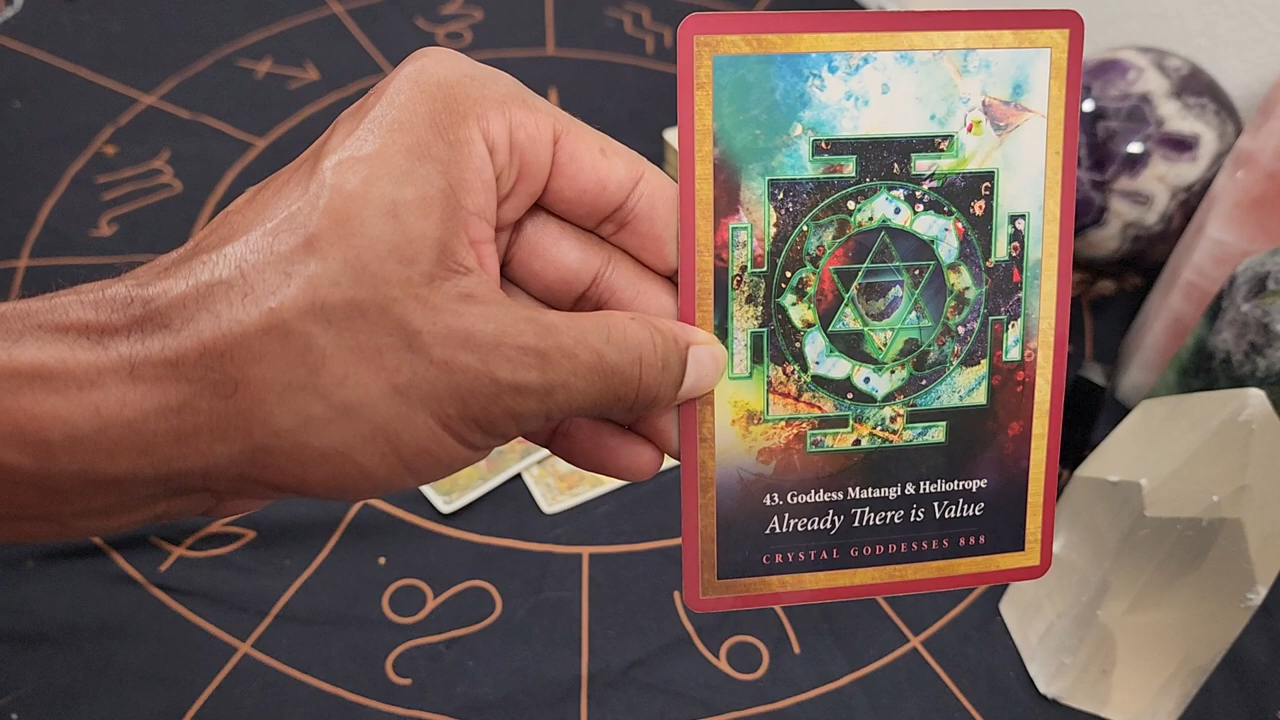 43. Goddess Matangi & Heliotrope
Already There is Value
CRYSTAL GODDESSES 888